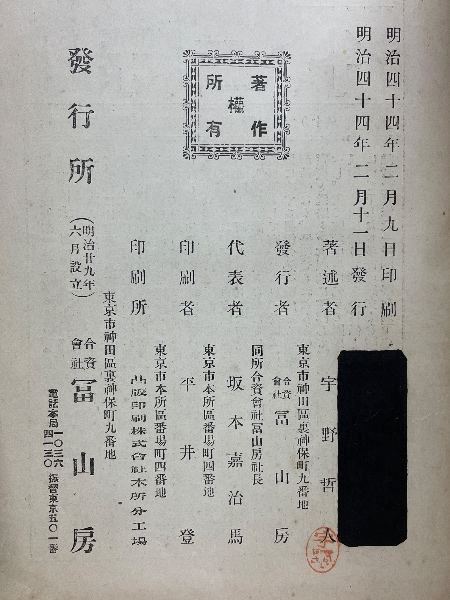 明治四十四年二月九日印刷
明治四十四年二月十一日發行
著作權所有
著述者 宇野哲人
東京市神田區裏神保町九番地
發行者 合資會社 冨山房
同所合資會社冨山房社長
代表者 坂本嘉治馬
東京市本所區番場町四番地
印刷者 平井登
東京市本所區番場町四番地
印刷所 凸版印刷株式會社本所分工場
東京市神田區裏神保町九番地
發行所 (明治廿九年六月設立) 合資會社 冨山房
電話本局 一〇三六 四一三〇 振替東京五〇一番